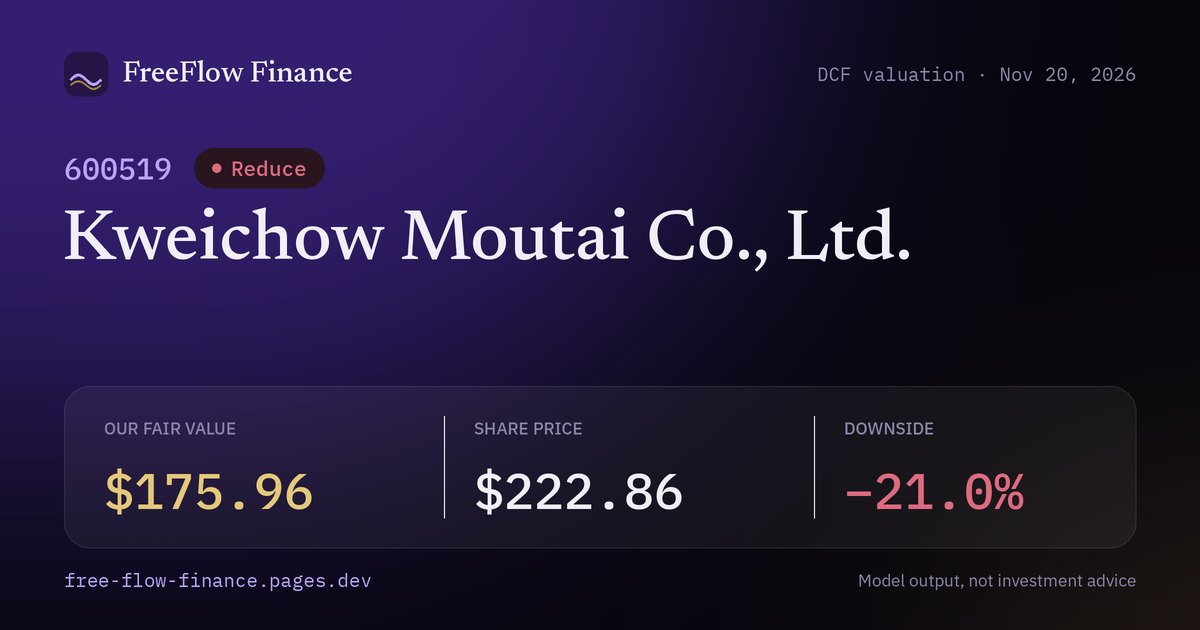 FreeFlow Finance
DCF valuation · Nov 20, 2026
600519
Reduce
Kweichow Moutai Co., Ltd.
OUR FAIR VALUE
$175.96
SHARE PRICE
$222.86
DOWNSIDE
−21.0%
free-flow-finance.pages.dev
Model output, not investment advice